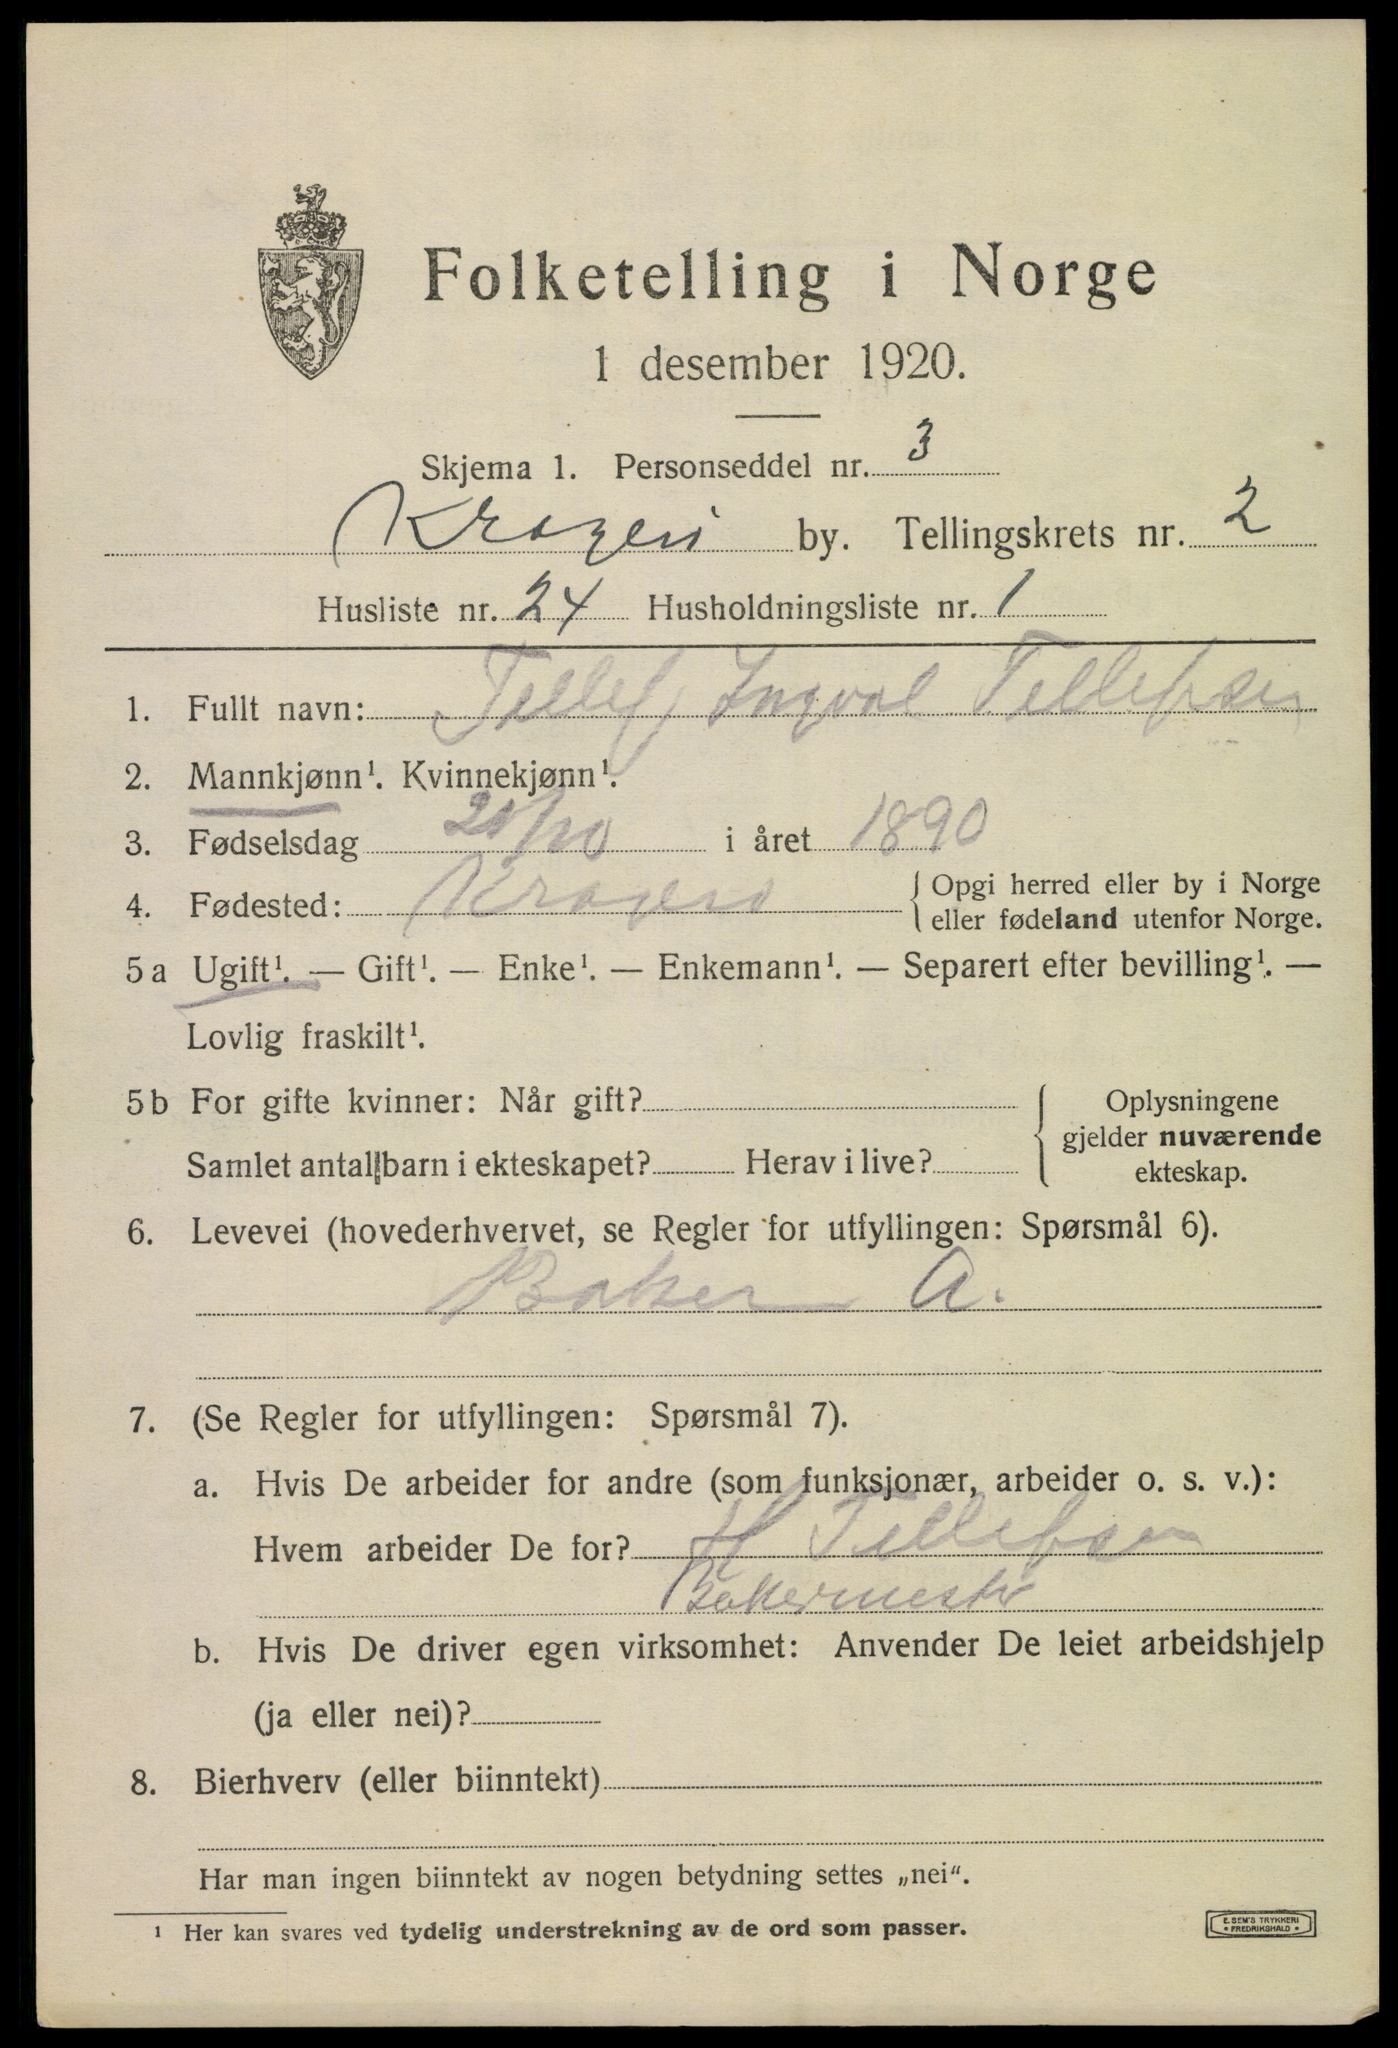 Folketelling i Norge
1 desember 1920.
Skjema 1. Personseddel nr. 3
Kragerø by. Tellingskrets nr. 2
Husliste nr. 24 Husholdningsliste nr. 1
1. Fullt navn: Tellef Ingval Tellefsen
2. Mannkjønn¹. Kvinnekjønn¹.
3. Fødselsdag /10 i året 1890
4. Fødested: Kragerø { Opgi herred eller by i Norge
eller fødeland utenfor Norge.
5 a Ugift¹. — Gift¹. — Enke¹. — Enkemann¹. — Separert efter bevilling¹. —
Lovlig fraskilt¹.
5 b For gifte kvinner: Når gift? { Oplysningene
gjelder nuværende
Samlet antal barn i ekteskapet? Herav i live? ekteskap.
6. Levevei (hovederhvervet, se Regler for utfyllingen: Spørsmål 6).
Baker A.
7. (Se Regler for utfyllingen: Spørsmål 7).
a. Hvis De arbeider for andre (som funksjonær, arbeider o. s. v.):
Hvem arbeider De for? H Tellefsen
Bakermester
b. Hvis De driver egen virksomhet: Anvender De leiet arbeidshjelp
(ja eller nei)?
8. Bierhverv (eller biinntekt)
Har man ingen biinntekt av nogen betydning settes „nei“.
¹ Her kan svares ved tydelig understrekning av de ord som passer.
E. SEM'S TRYKKERI
• FREDRIKSHALD •